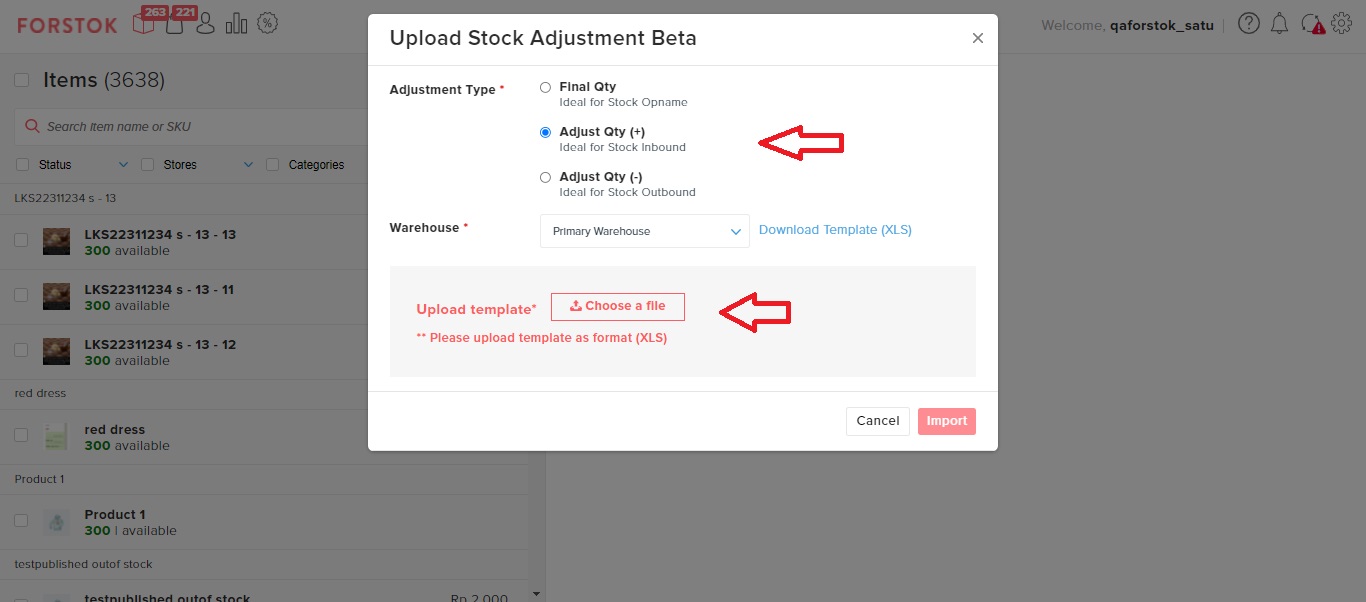 FORSTOK
263
221
Welcome, qaforstok_satu
Items (3638)
Search Item name or SKU
Status
Stores
Categories
LKS22311234 s - 13
LKS22311234 s - 13 - 13
300 available
LKS22311234 s - 13 - 11
300 available
LKS22311234 s - 13 - 12
300 available
red dress
red dress
300 available
Product 1
Product 1
300 | available
testpublished outof stock
testpublished outof stock
Rp 2.000
Upload Stock Adjustment Beta
Adjustment Type *
Final Qty
Ideal for Stock Opname
Adjust Qty (+)
Ideal for Stock Inbound
Adjust Qty (-)
Ideal for Stock Outbound
Warehouse *
Primary Warehouse
Download Template (XLS)
Upload template*
Choose a file
** Please upload template as format (XLS)
Cancel
Import